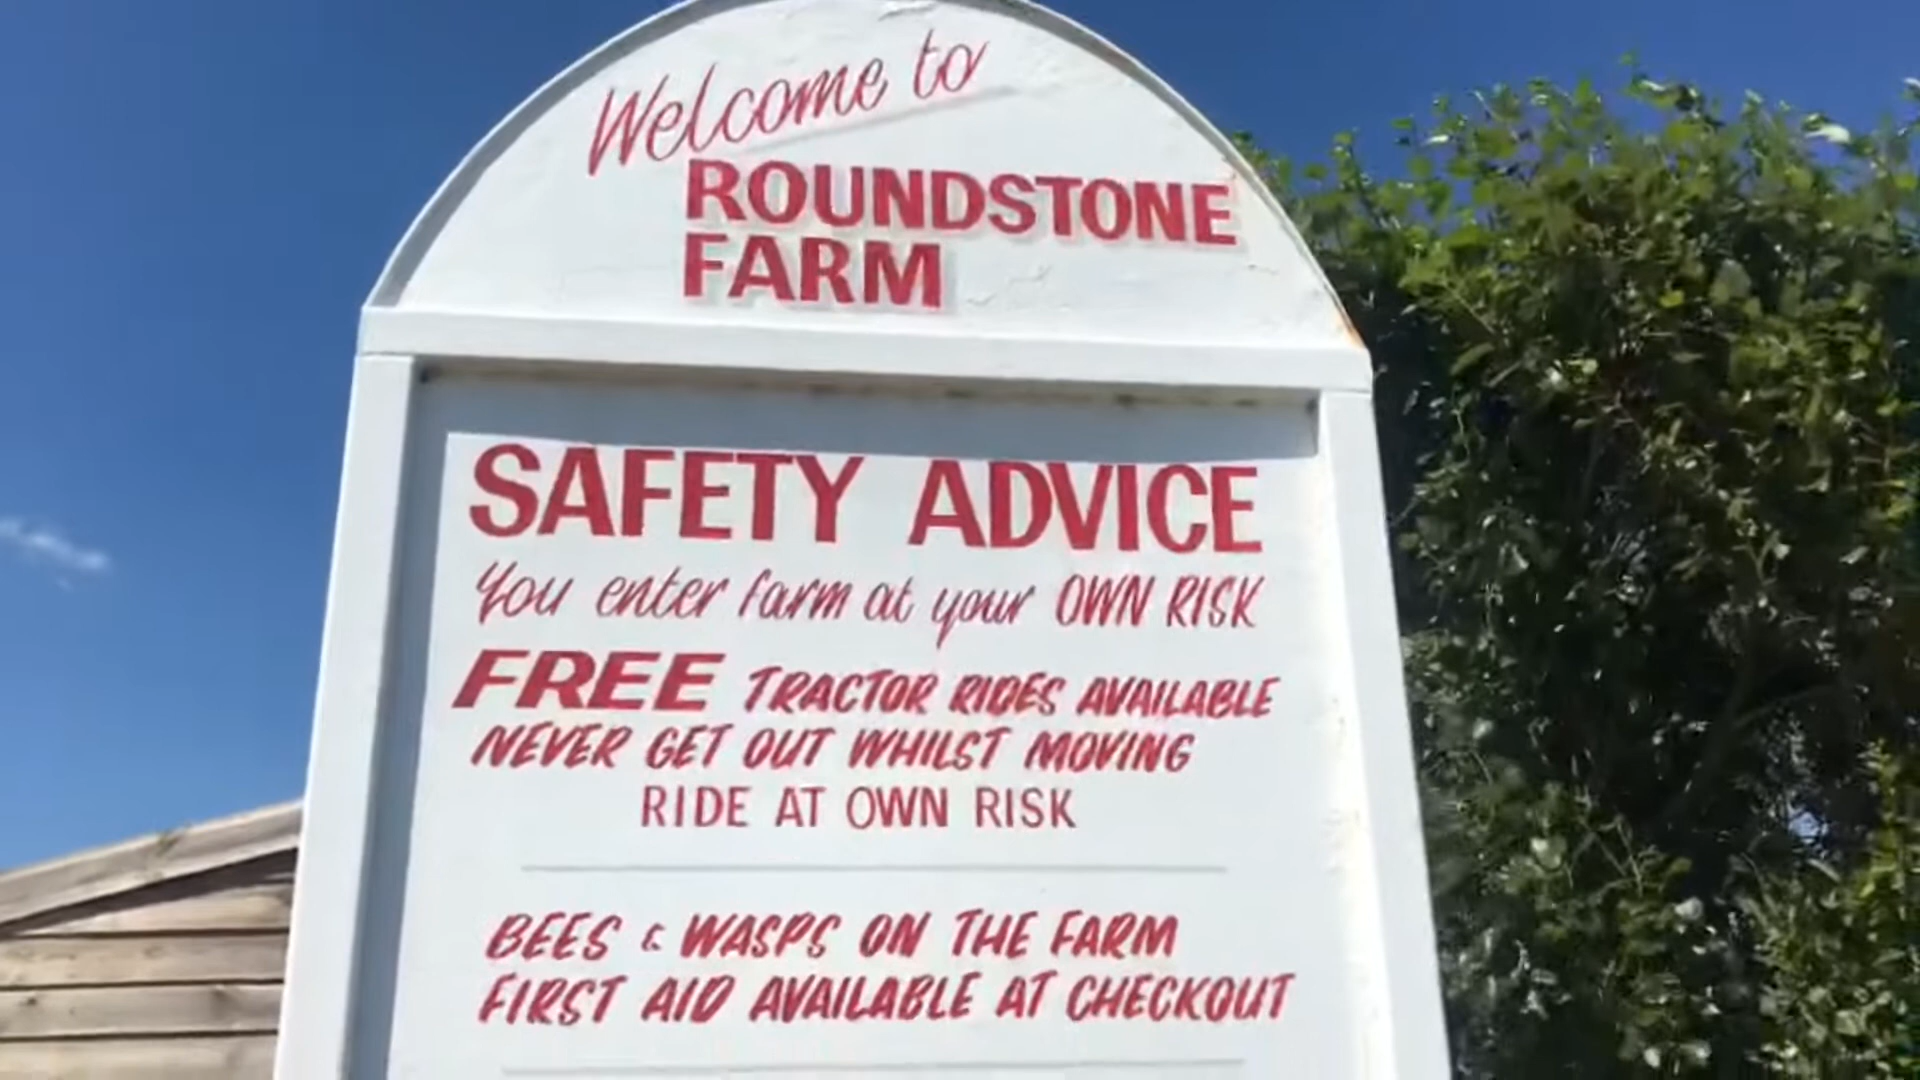 Welcome to
ROUNDSTONE
FARM
SAFETY ADVICE
You enter farm at your OWN RISK
FREE TRACTOR RIDES AVAILABLE
NEVER GET OUT WHILST MOVING
RIDE AT OWN RISK
BEES & WASPS ON THE FARM
FIRST AID AVAILABLE AT CHECKOUT